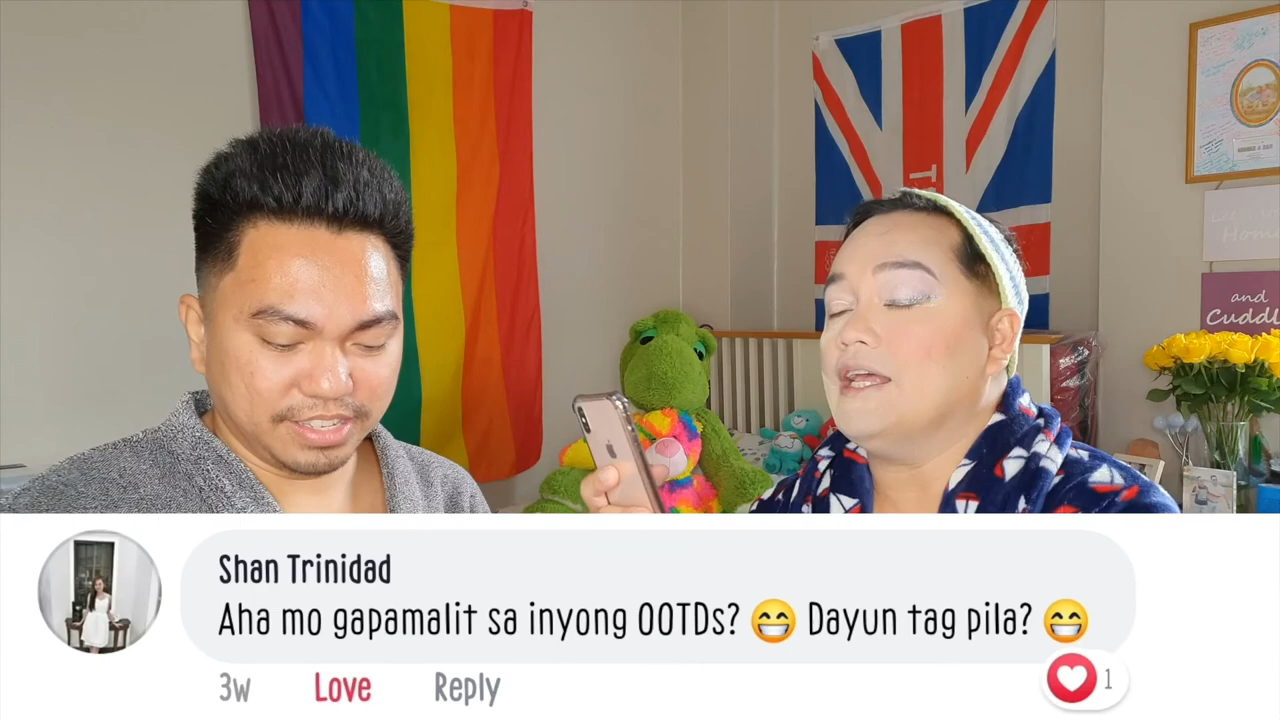 and
Cuddl
Shan Trinidad
Aha mo gapamalit sa inyong OOTDs? 😁 Dayun tag pila? 😁
3w Love Reply
1